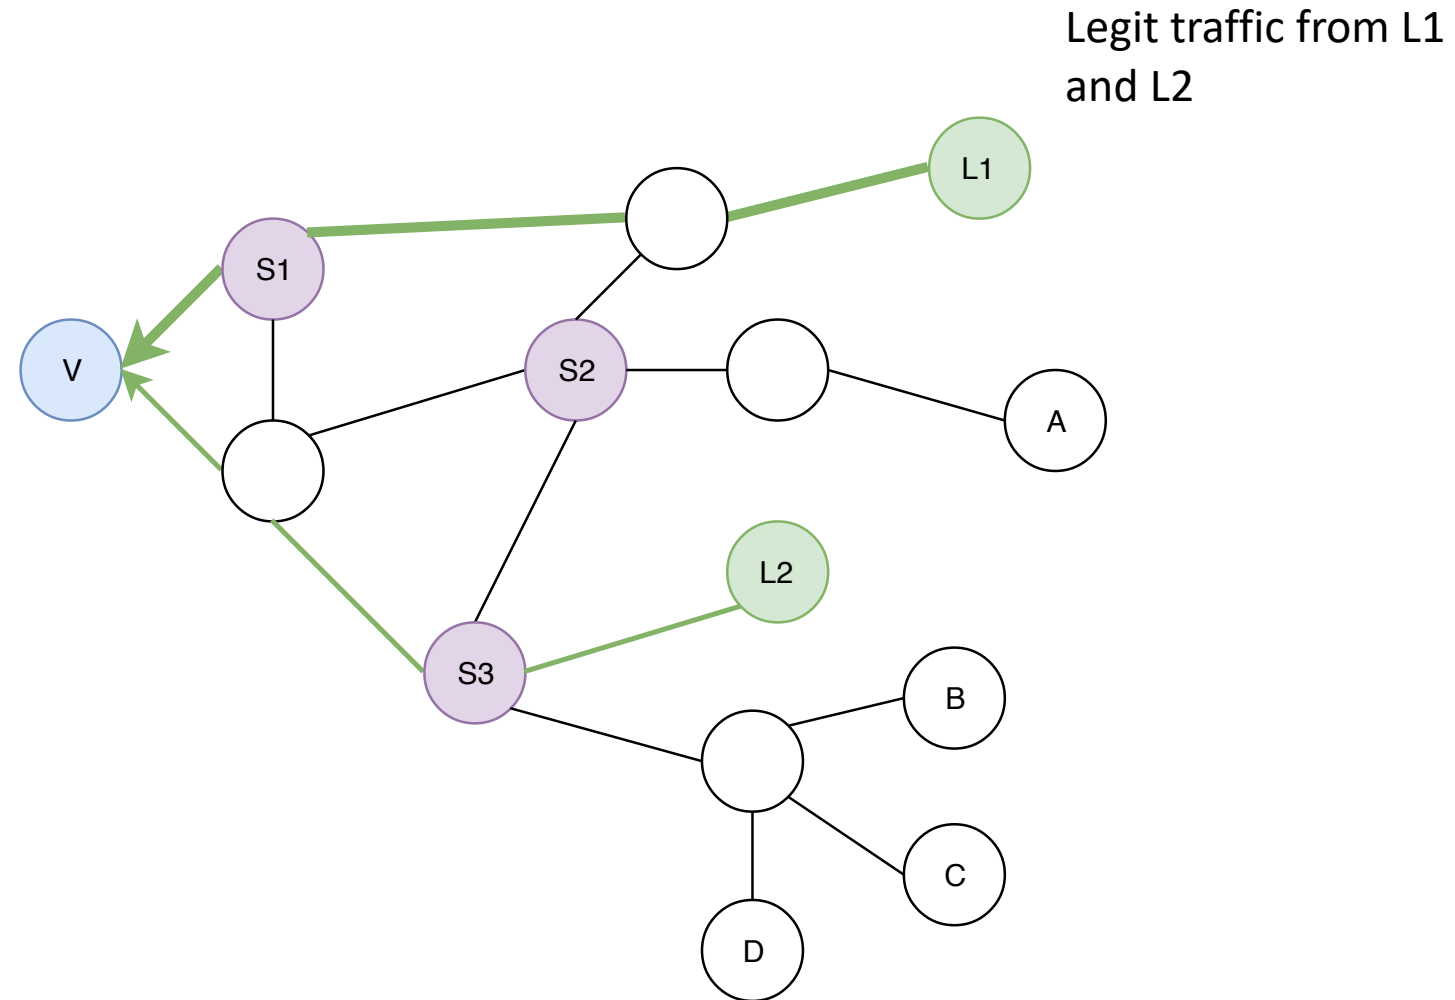 Legit traffic from L1
and L2
L1
S1
V
S2
A
L2
S3
B
C
D